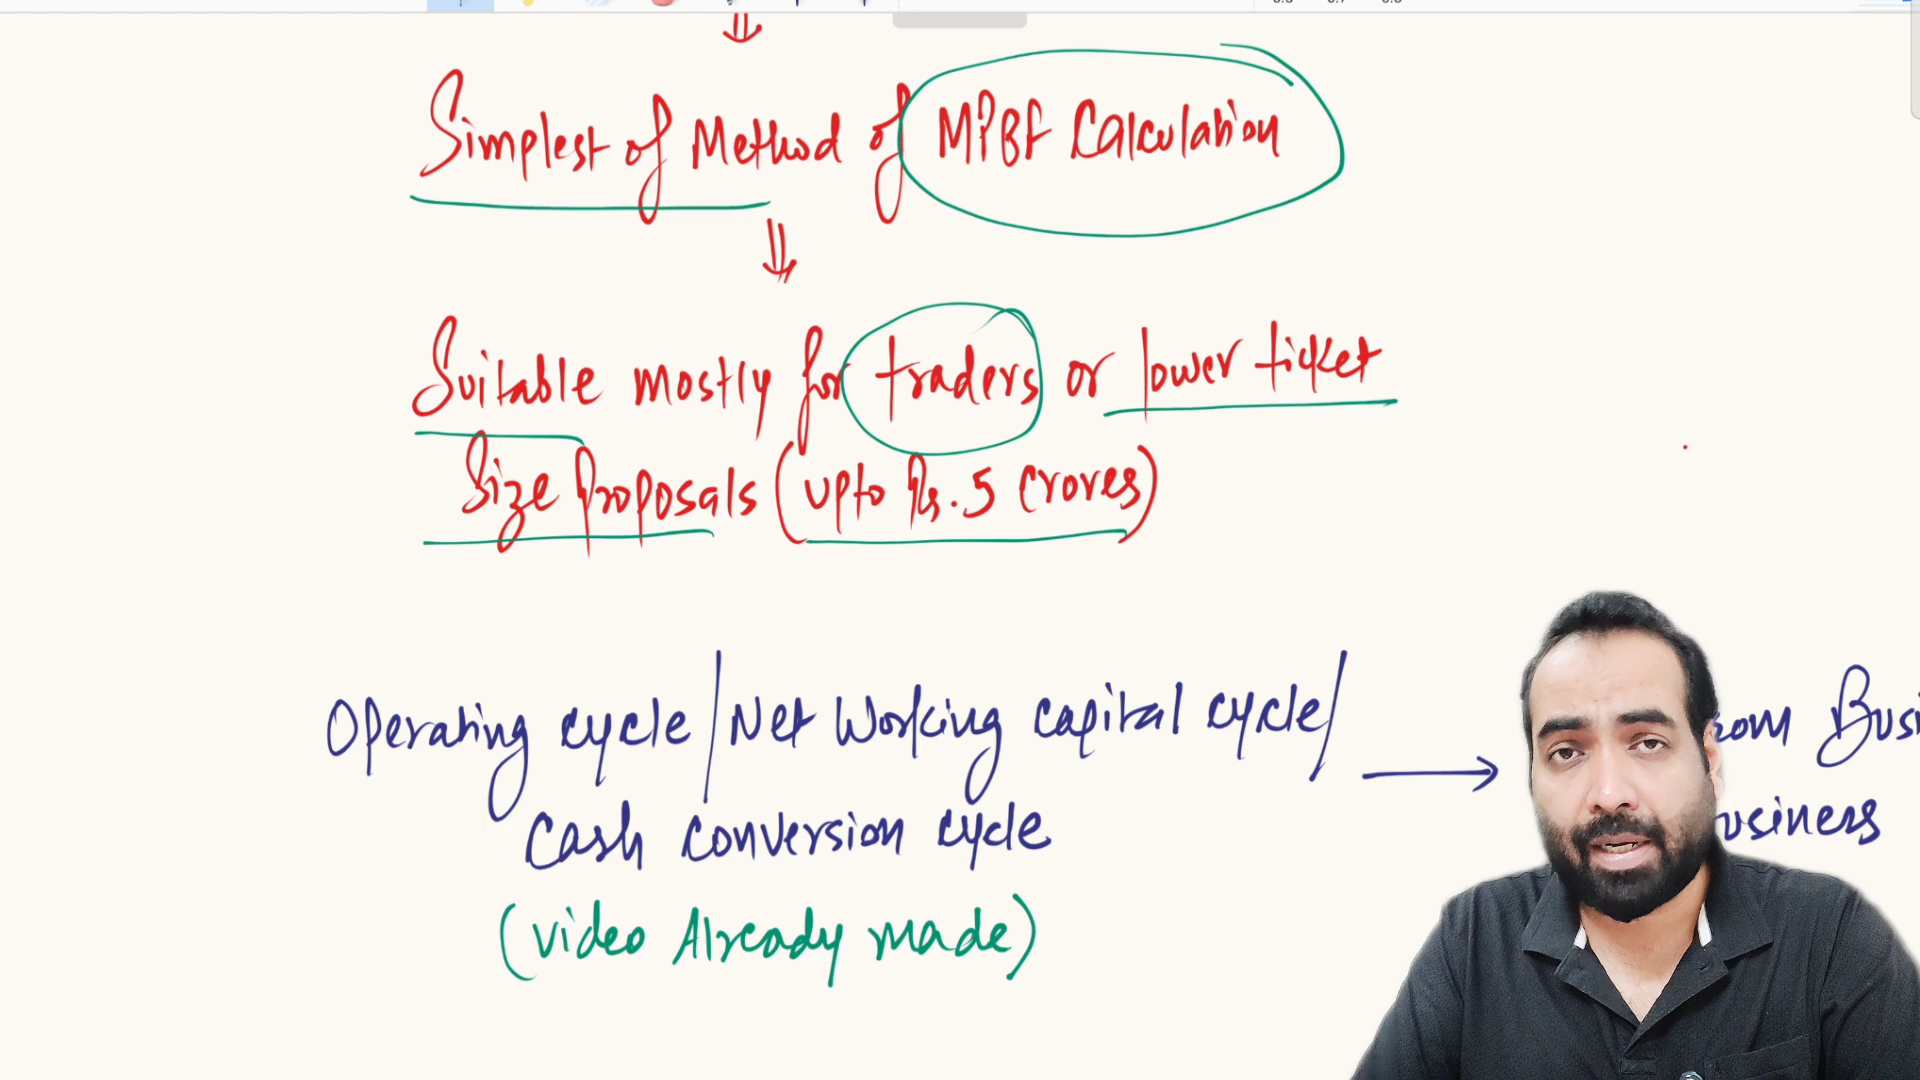 Simplest of Method of MPBF Calculation
Suitable mostly for traders or lower ticket
Size Proposals (upto Rs. 5 Crores)
Operating cycle/Net Working capital cycle/
Cash conversion cycle
(video Already made)